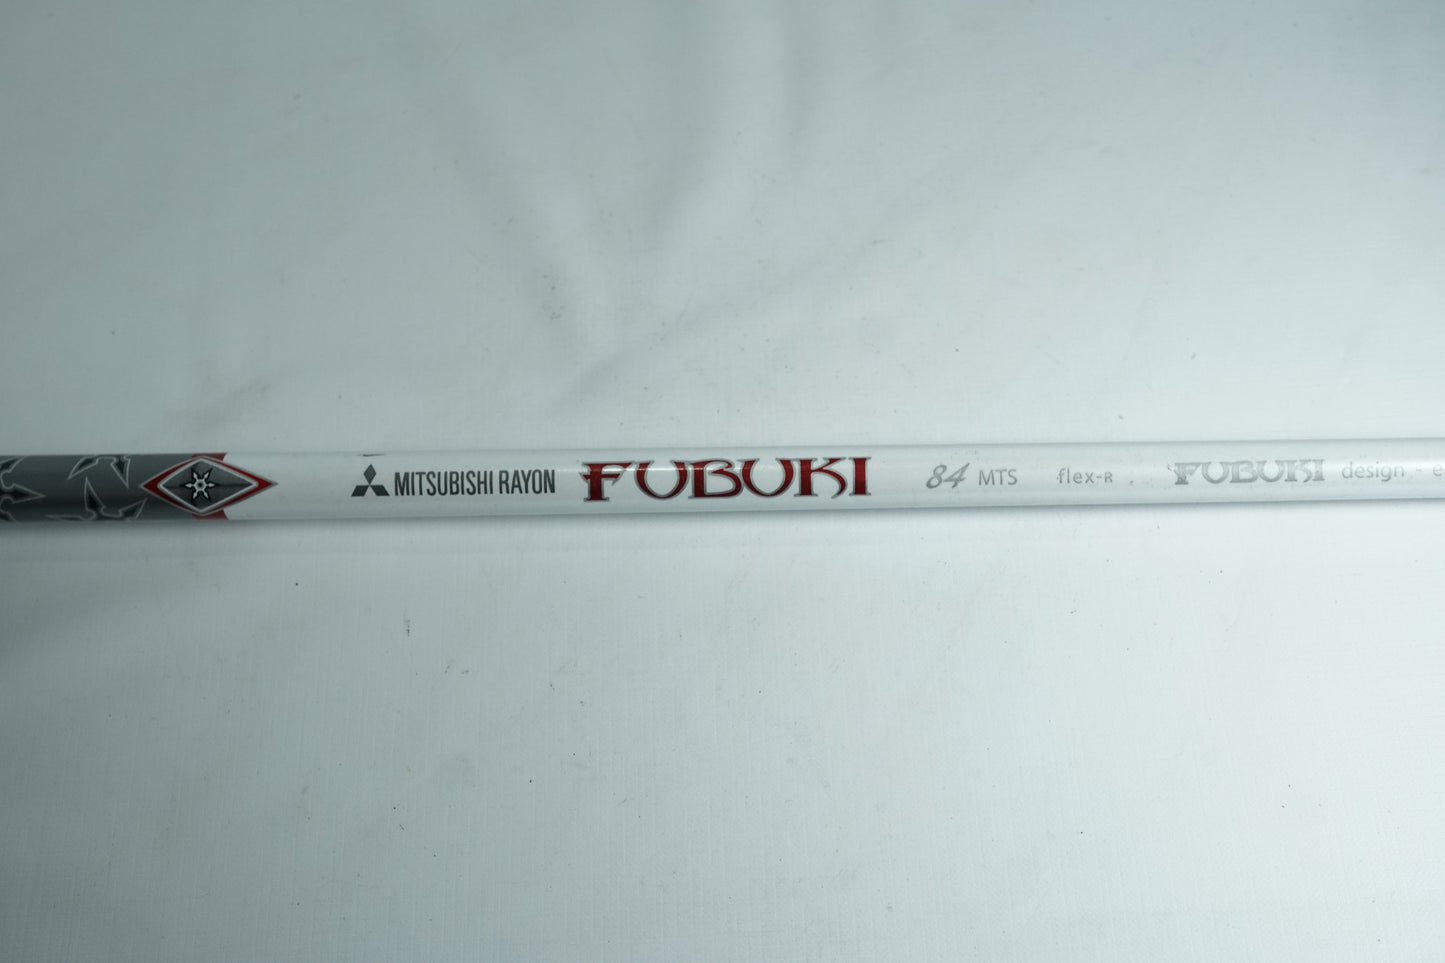 MITSUBISHI RAYON FUBUKI 84 MTS flex-R FUBUKI design - e